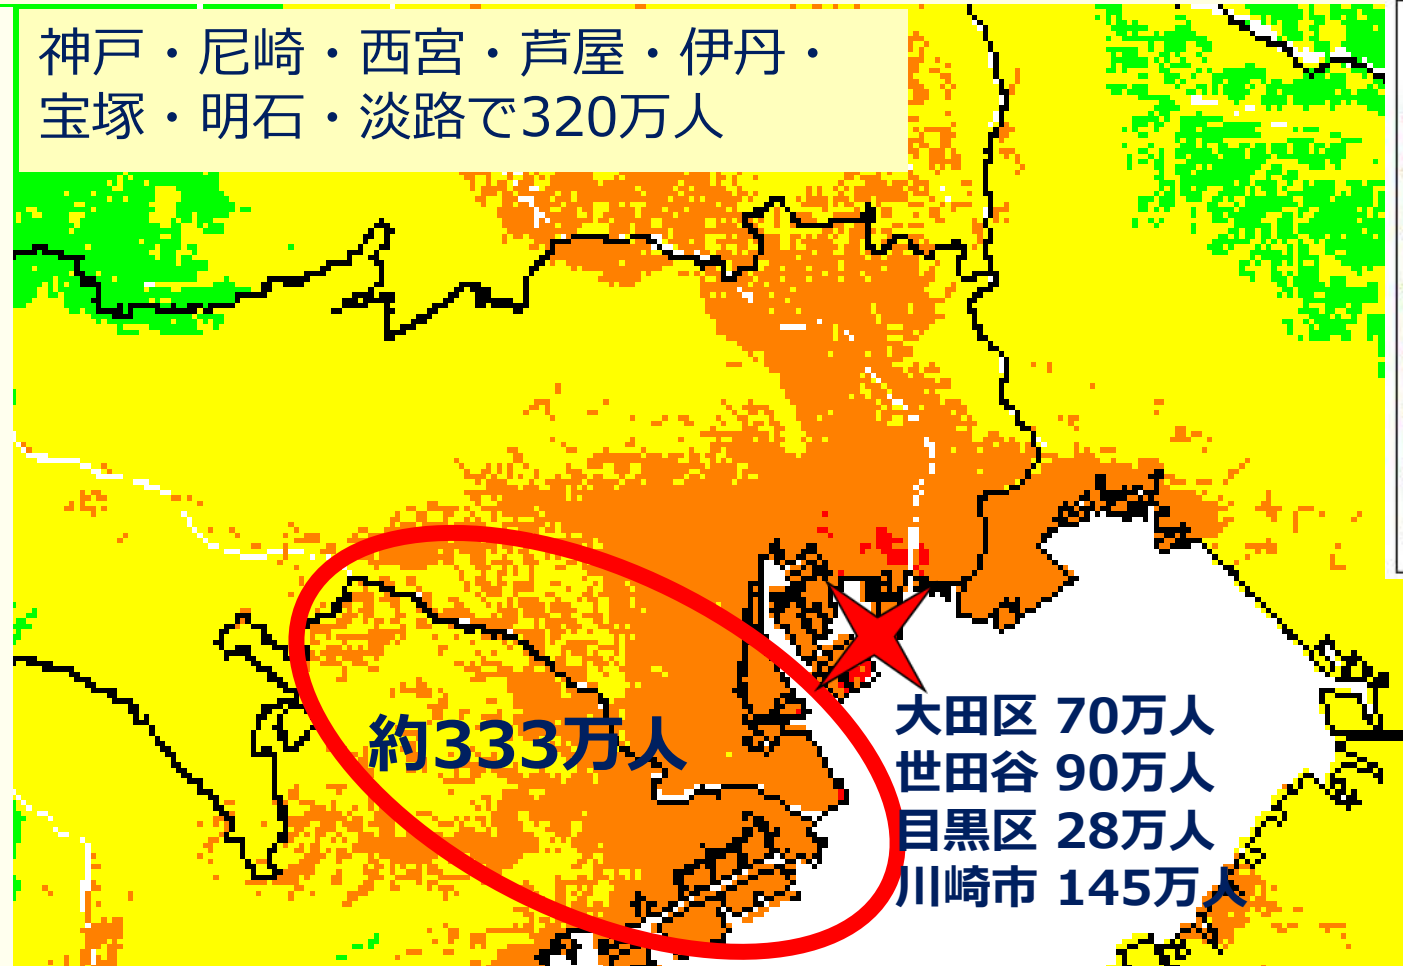 神戸・尼崎・西宮・芦屋・伊丹・
宝塚・明石・淡路で320万人
約333万人
大田区 70万人
世田谷 90万人
目黒区 28万人
川崎市 145万人